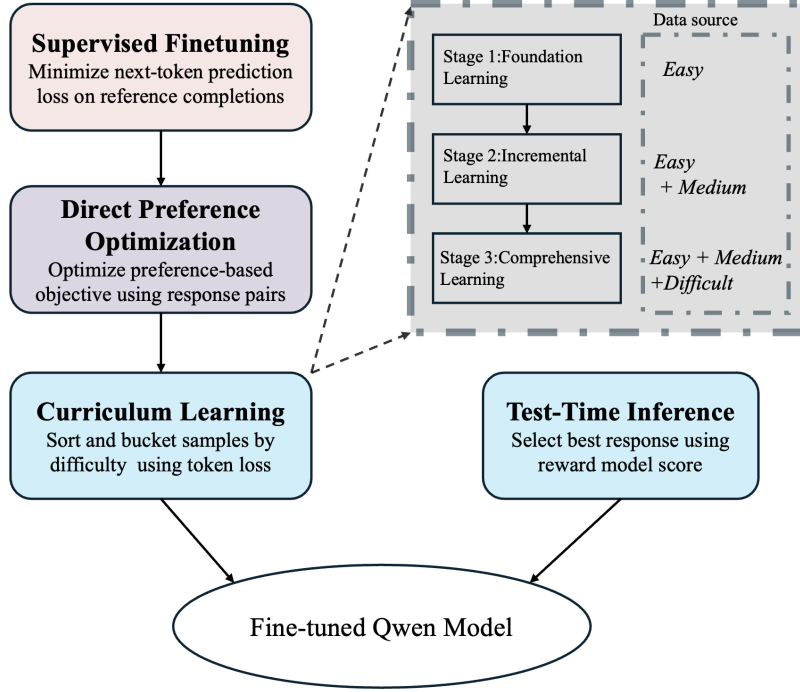 Supervised Finetuning
Minimize next-token prediction
loss on reference completions
Direct Preference
Optimization
Optimize preference-based
objective using response pairs
Curriculum Learning
Sort and bucket samples by
difficulty using token loss
Data source
Stage 1:Foundation
Learning
Easy
Stage 2:Incremental
Learning
Easy
+ Medium
Stage 3:Comprehensive
Learning
Easy + Medium
+Difficult
Test-Time Inference
Select best response using
reward model score
Fine-tuned Qwen Model